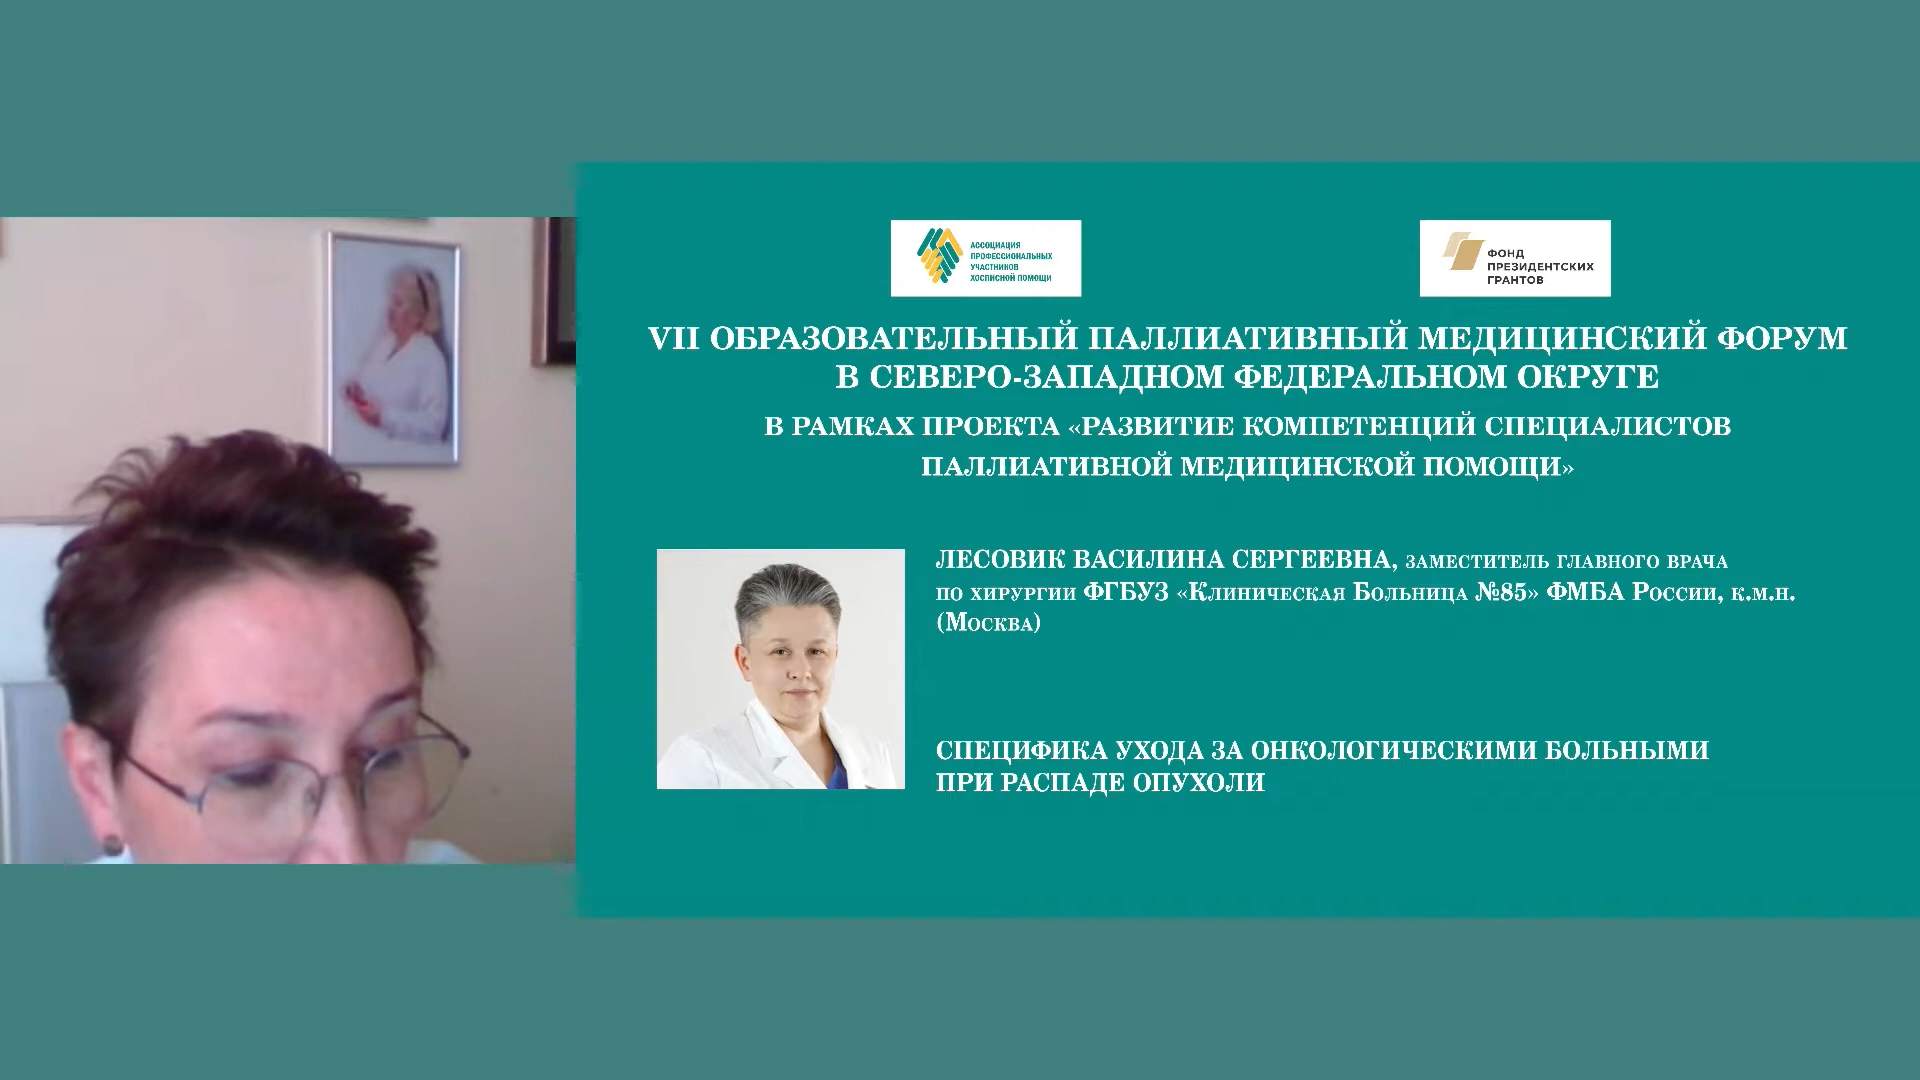 АССОЦИАЦИЯ
ПРОФЕССИОНАЛЬНЫХ
УЧАСТНИКОВ
ХОСПИСНОЙ ПОМОЩИ
ФОНД
ПРЕЗИДЕНТСКИХ
ГРАНТОВ
VII ОБРАЗОВАТЕЛЬНЫЙ ПАЛЛИАТИВНЫЙ МЕДИЦИНСКИЙ ФОРУМ
В СЕВЕРО-ЗАПАДНОМ ФЕДЕРАЛЬНОМ ОКРУГЕ
В РАМКАХ ПРОЕКТА «РАЗВИТИЕ КОМПЕТЕНЦИЙ СПЕЦИАЛИСТОВ
ПАЛЛИАТИВНОЙ МЕДИЦИНСКОЙ ПОМОЩИ»
ЛЕСОВИК ВАСИЛИНА СЕРГЕЕВНА, ЗАМЕСТИТЕЛЬ ГЛАВНОГО ВРАЧА
ПО ХИРУРГИИ ФГБУЗ «КЛИНИЧЕСКАЯ БОЛЬНИЦА №85» ФМБА РОССИИ, К.М.Н.
(МОСКВА)
СПЕЦИФИКА УХОДА ЗА ОНКОЛОГИЧЕСКИМИ БОЛЬНЫМИ
ПРИ РАСПАДЕ ОПУХОЛИ